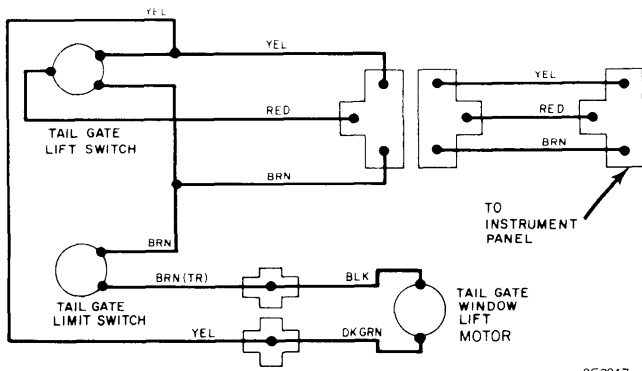 YEL
YEL
YEL
RED
RED
TAIL GATE
LIFT SWITCH
BRN
BRN
TO
INSTRUMENT
PANEL
BRN
BRN(TR)
BLK
TAIL GATE
LIMIT SWITCH
TAIL GATE
WINDOW
LIFT
MOTOR
YEL
DKGRN